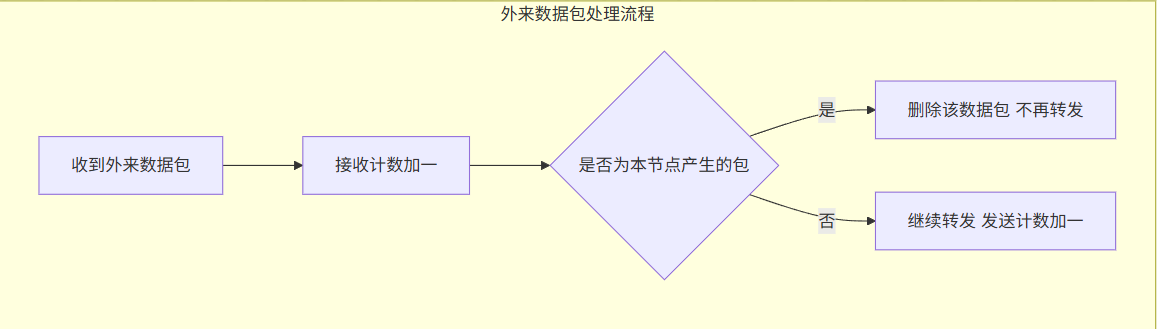 外来数据包处理流程
收到外来数据包
接收计数加一
是否为本节点产生的包
是
删除该数据包 不再转发
否
继续转发 发送计数加一